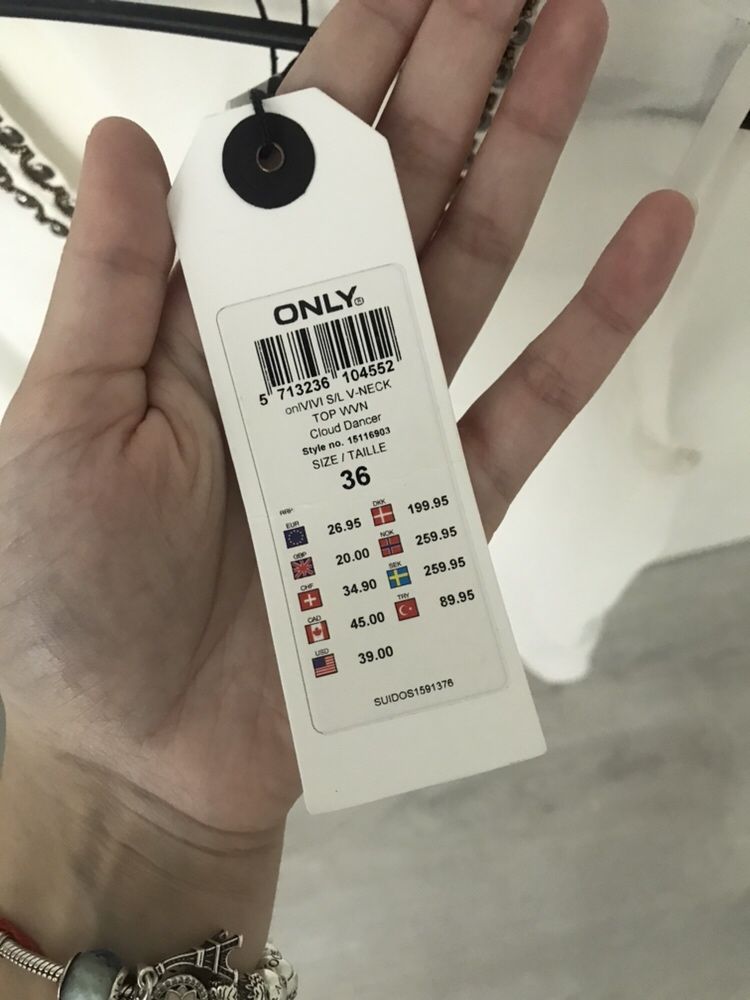 ONLY®
5 713236 104552
onlVIVI S/L V-NECK
TOP WVN
Cloud Dancer
Style no. 15116903
SIZE / TAILLE
36
RRP
EUR 26.95
GBP 20.00
CHF 34.90
CAD 45.00
USD 39.00
DKK 199.95
NOK 259.95
SEK 259.95
TRY 89.95
SUIDOS1591376